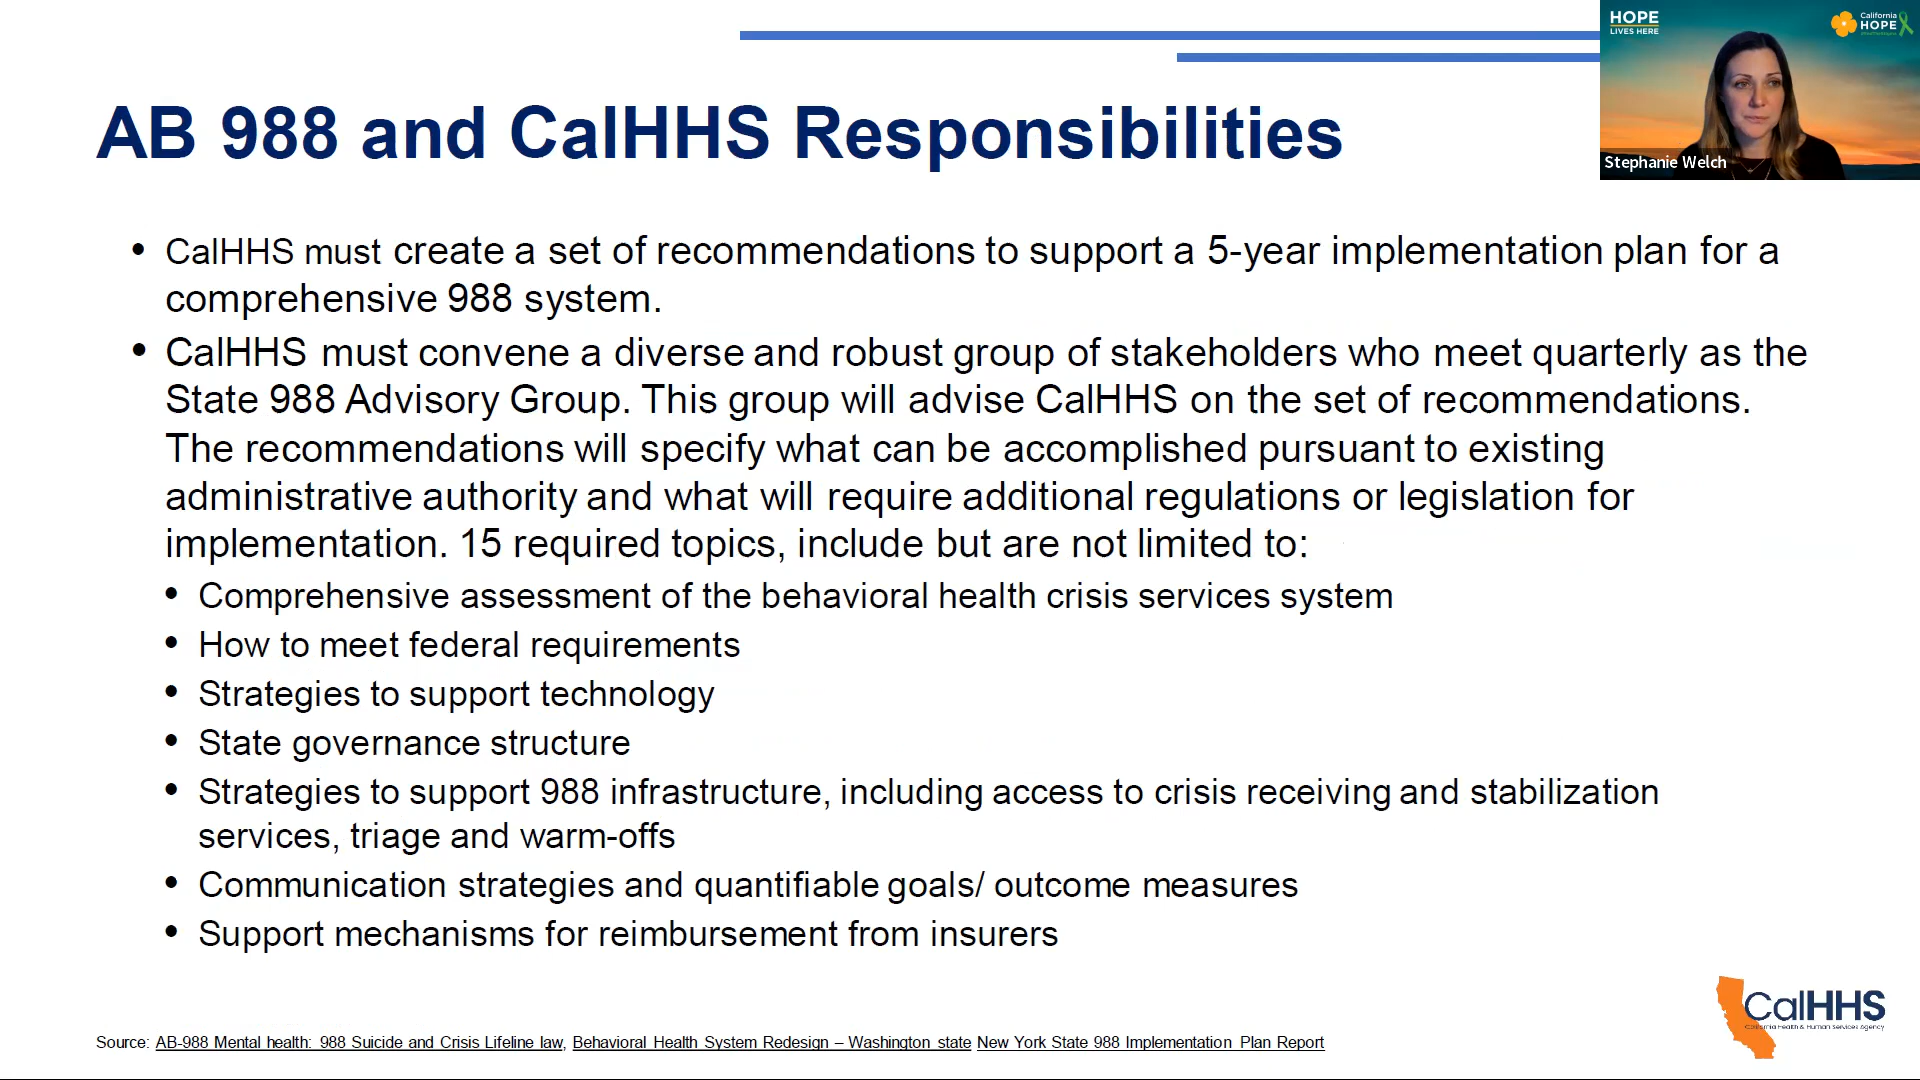 HOPE
LIVES HERE
California
HOPE
Stephanie Welch
AB 988 and CalHHS Responsibilities
• CalHHS must create a set of recommendations to support a 5-year implementation plan for a
comprehensive 988 system.
• CalHHS must convene a diverse and robust group of stakeholders who meet quarterly as the
State 988 Advisory Group. This group will advise CalHHS on the set of recommendations.
The recommendations will specify what can be accomplished pursuant to existing
administrative authority and what will require additional regulations or legislation for
implementation. 15 required topics, include but are not limited to:
• Comprehensive assessment of the behavioral health crisis services system
• How to meet federal requirements
• Strategies to support technology
• State governance structure
• Strategies to support 988 infrastructure, including access to crisis receiving and stabilization
services, triage and warm-offs
• Communication strategies and quantifiable goals/ outcome measures
• Support mechanisms for reimbursement from insurers
CalHHS
California Health & Human Services Agency
Source: AB-988 Mental health: 988 Suicide and Crisis Lifeline law, Behavioral Health System Redesign – Washington state New York State 988 Implementation Plan Report